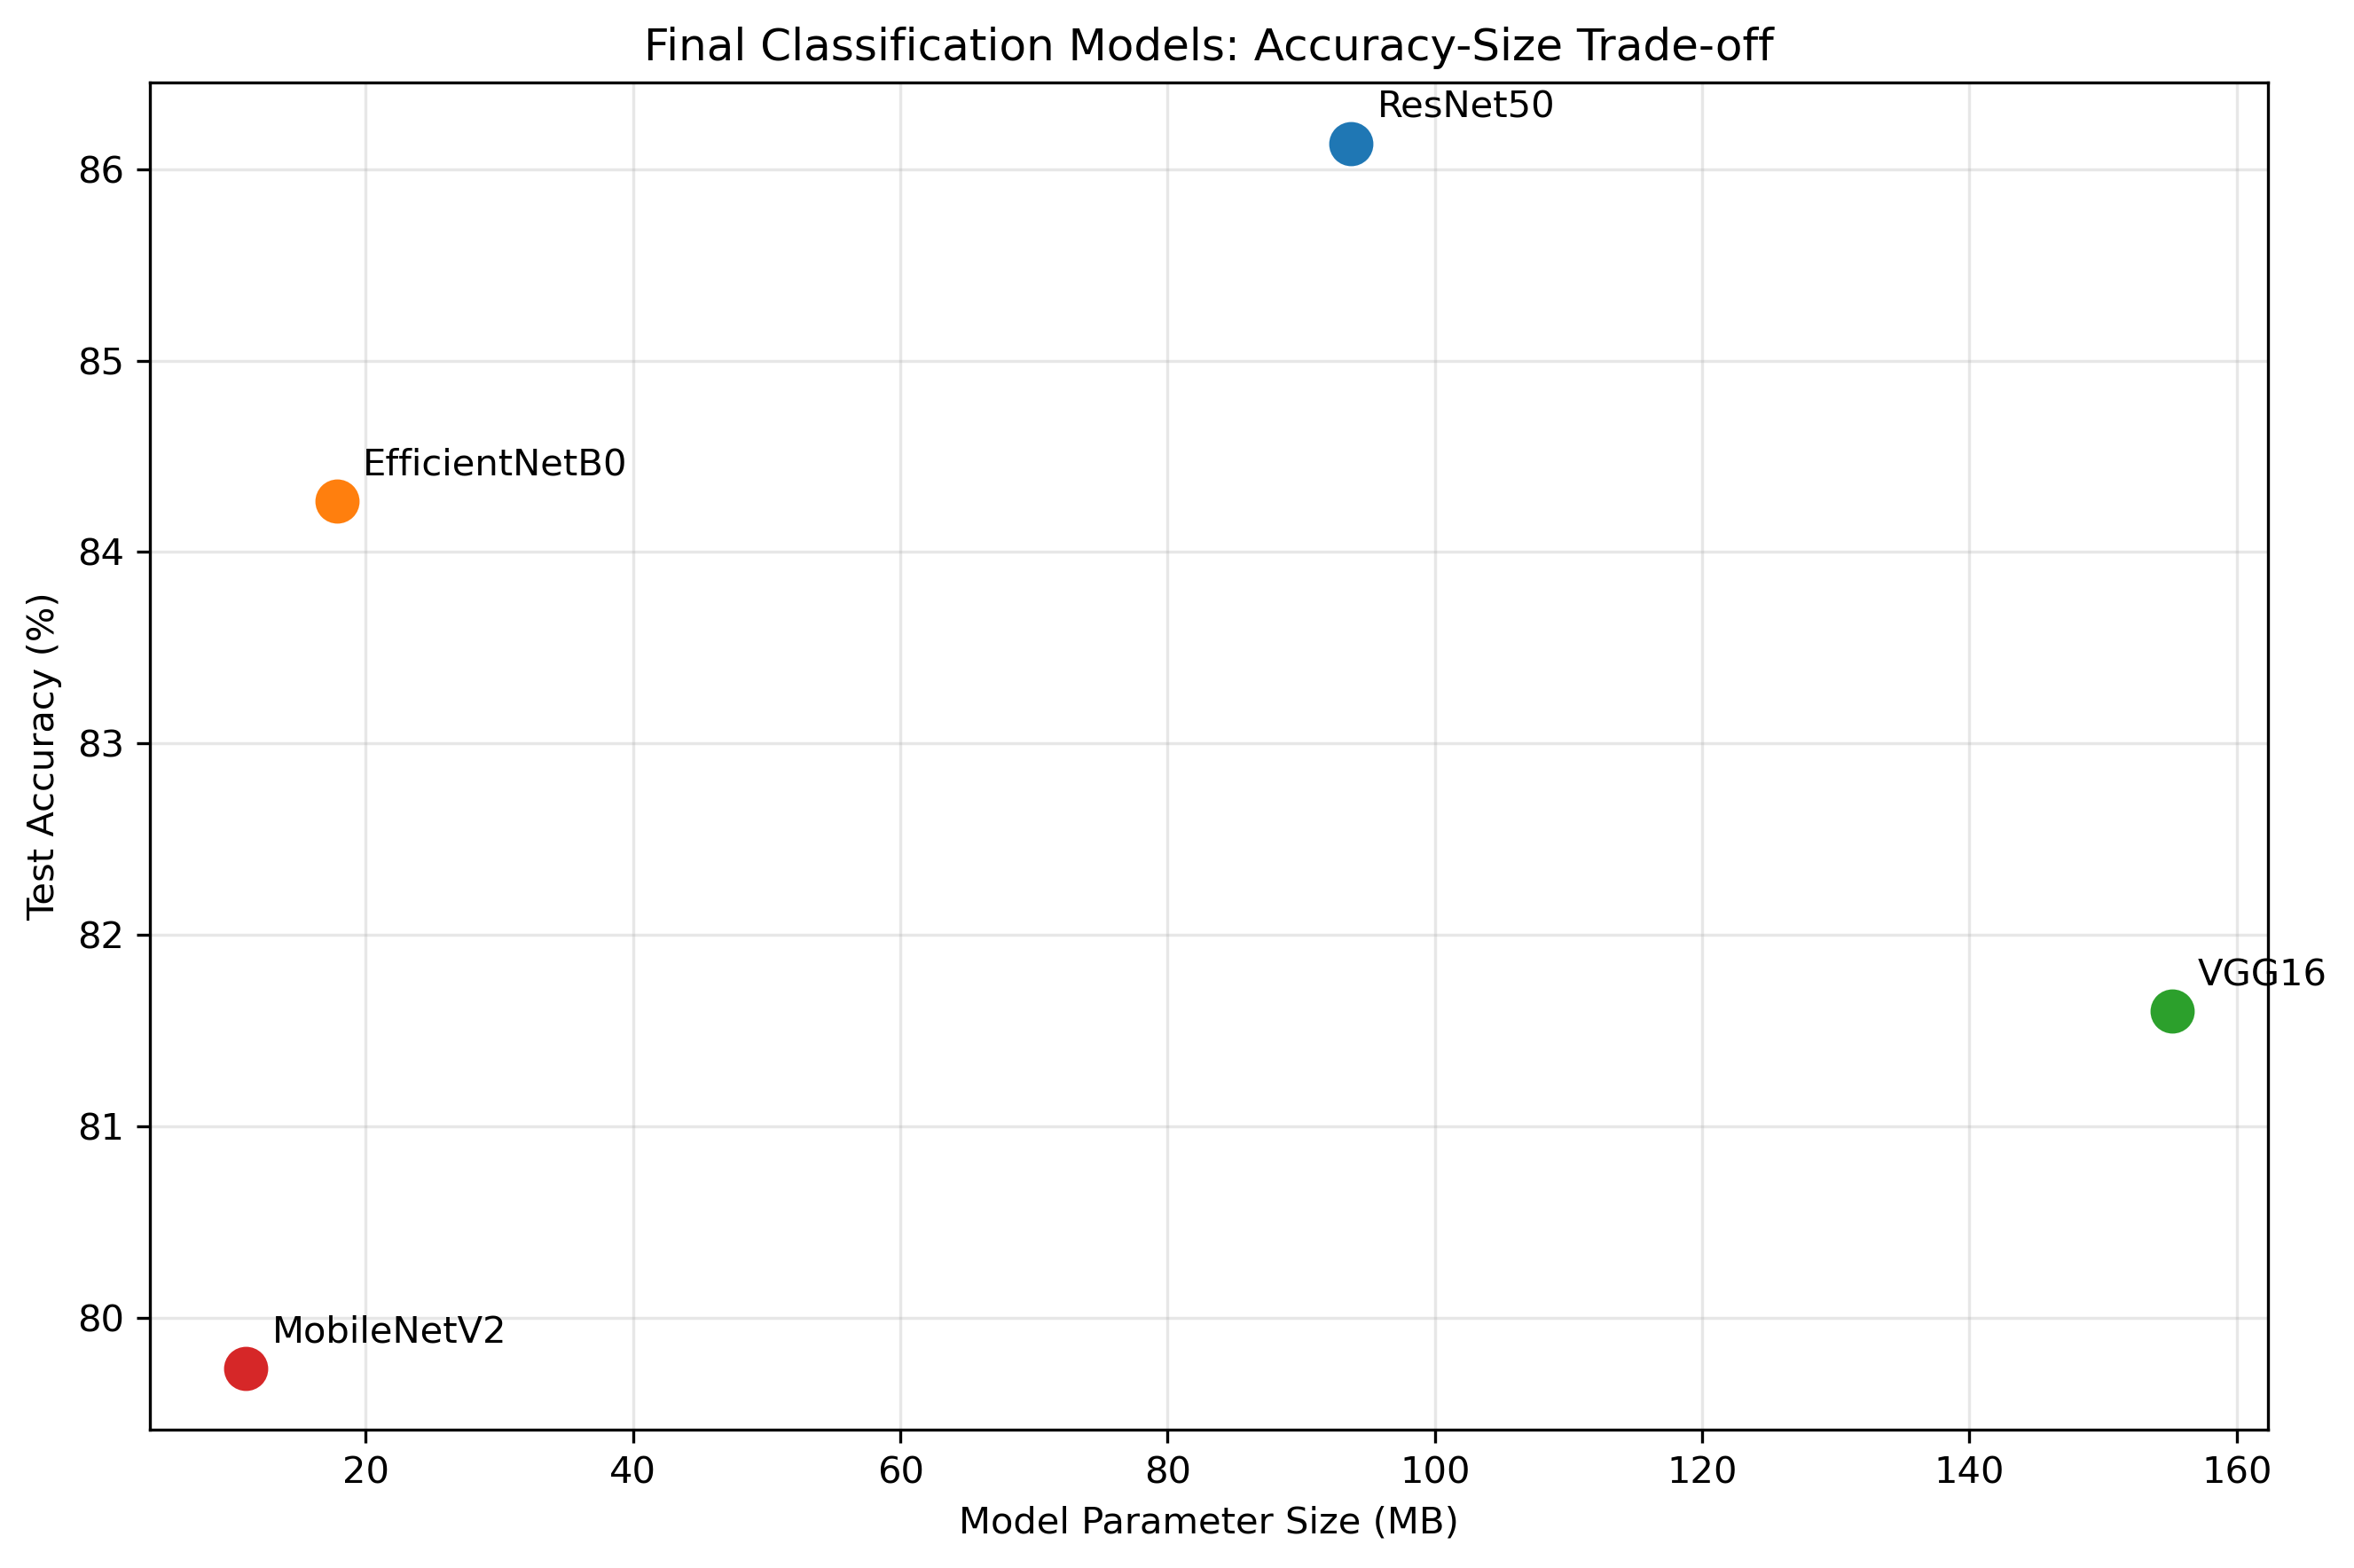 Final Classification Models: Accuracy-Size Trade-off
ResNet50
86
85
EfficientNetB0
84
83
82
VGG16
81
80
MobileNetV2
Test Accuracy (%)
20 40 60 80 100 120 140 160
Model Parameter Size (MB)